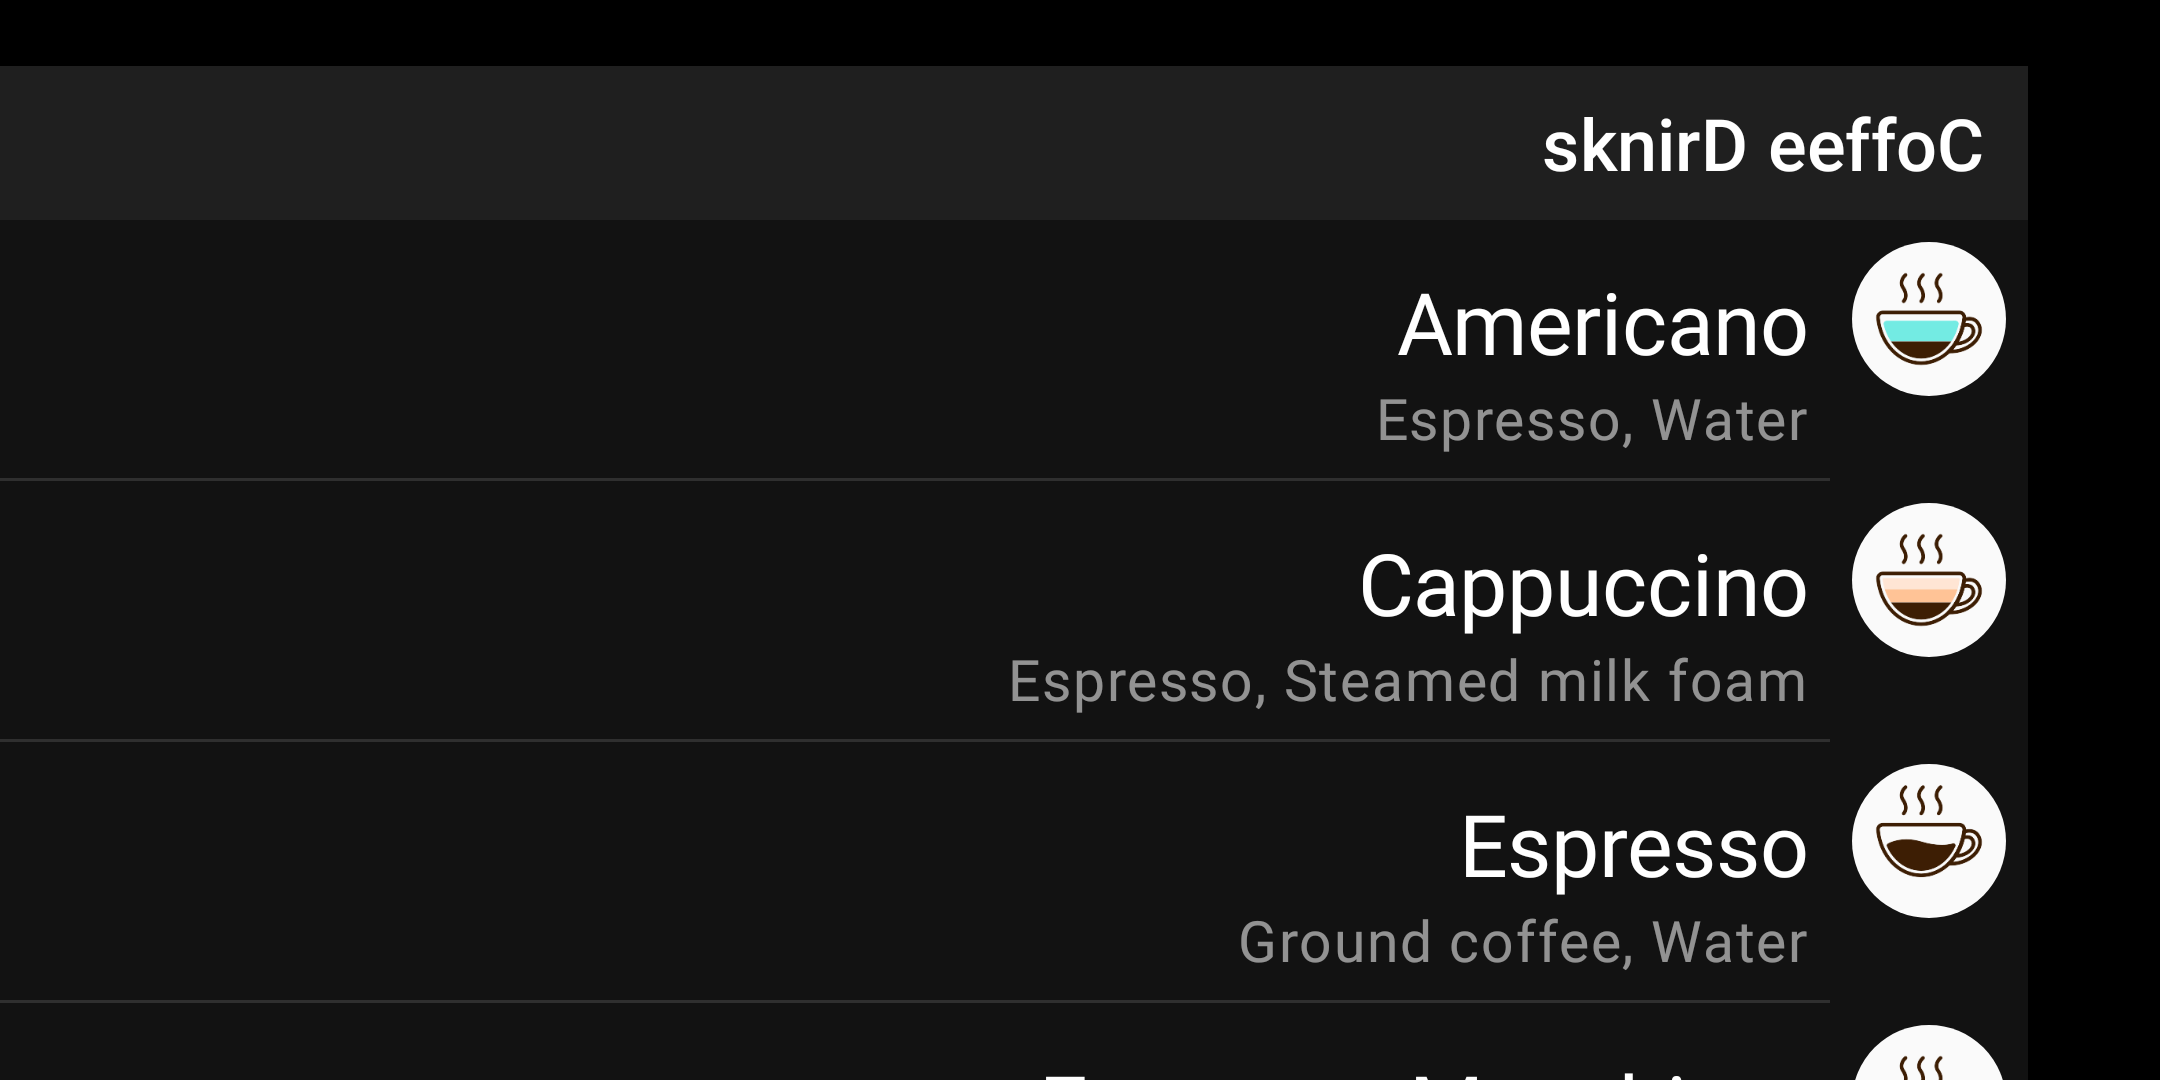 sknirD eeffoC
Americano
Espresso, Water
Cappuccino
Espresso, Steamed milk foam
Espresso
Ground coffee, Water